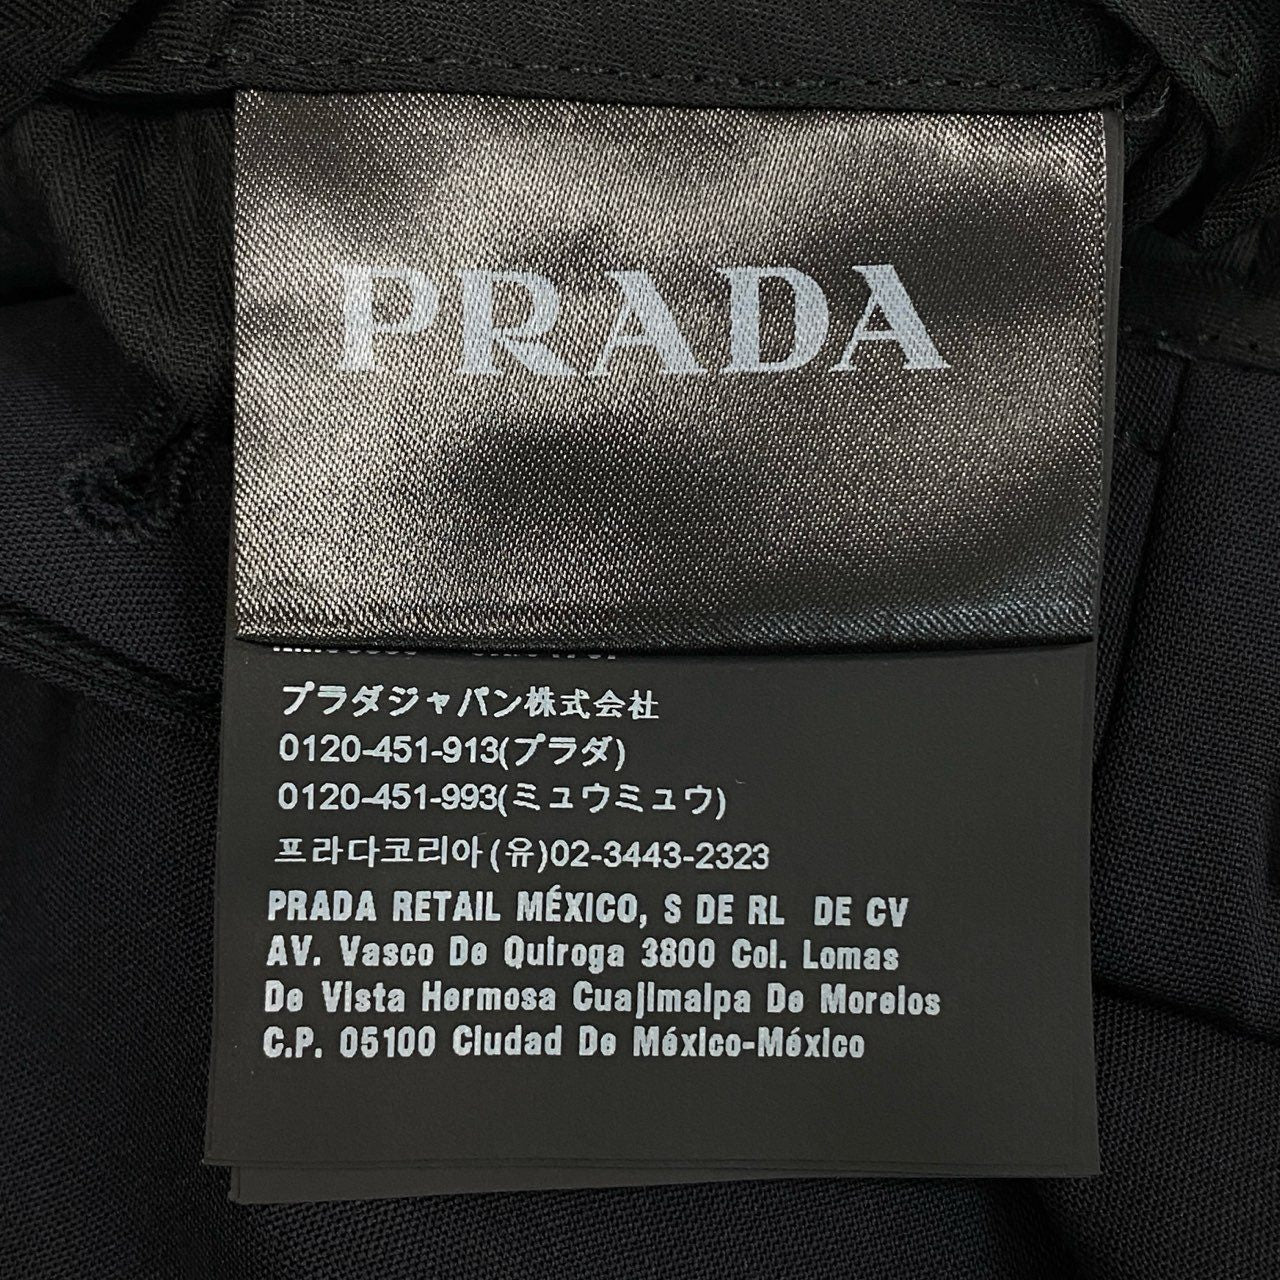 PRADA
プラダジャパン株式会社
0120-451-913(プラダ)
0120-451-993(ミュウミュウ)
프라다코리아(유)02-3443-2323
PRADA RETAIL MÉXICO, S DE RL DE CV
AV. Vasco De Quiroga 3800 Col. Lomas
De Vista Hermosa Cuajimalpa De Morelos
C.P. 05100 Ciudad De México-México